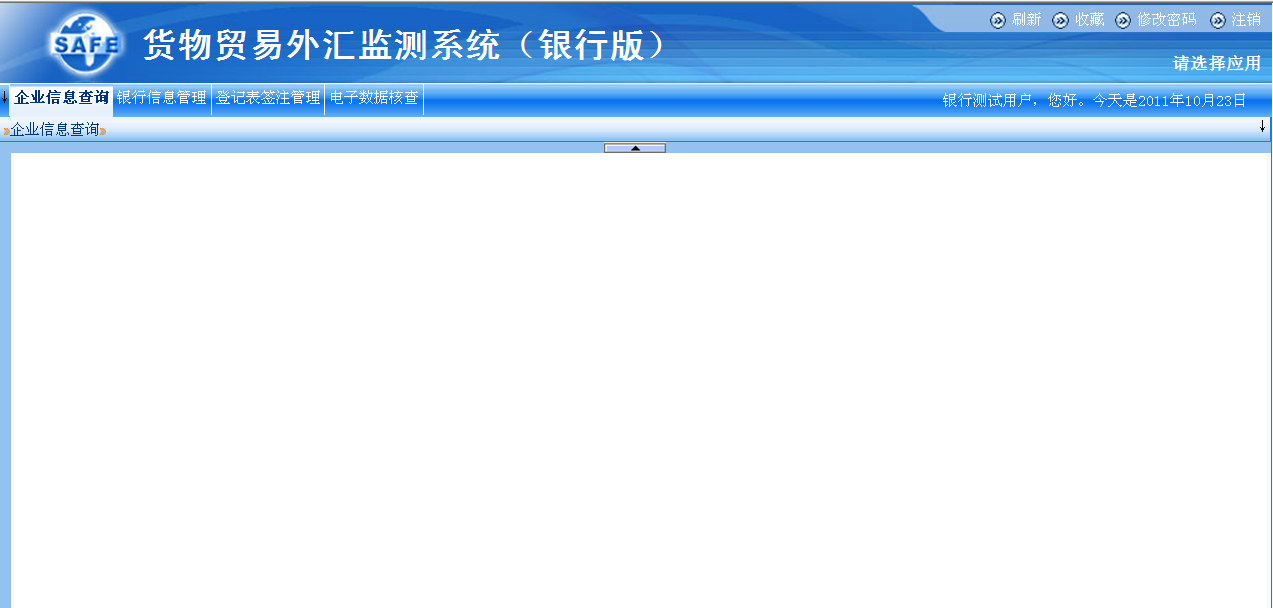 刷新 收藏 修改密码 注销
SAFE 货物贸易外汇监测系统（银行版）
请选择应用
企业信息查询 银行信息管理 登记表签注管理 电子数据核查 银行测试用户，您好。今天是2011年10月23日
»企业信息查询»